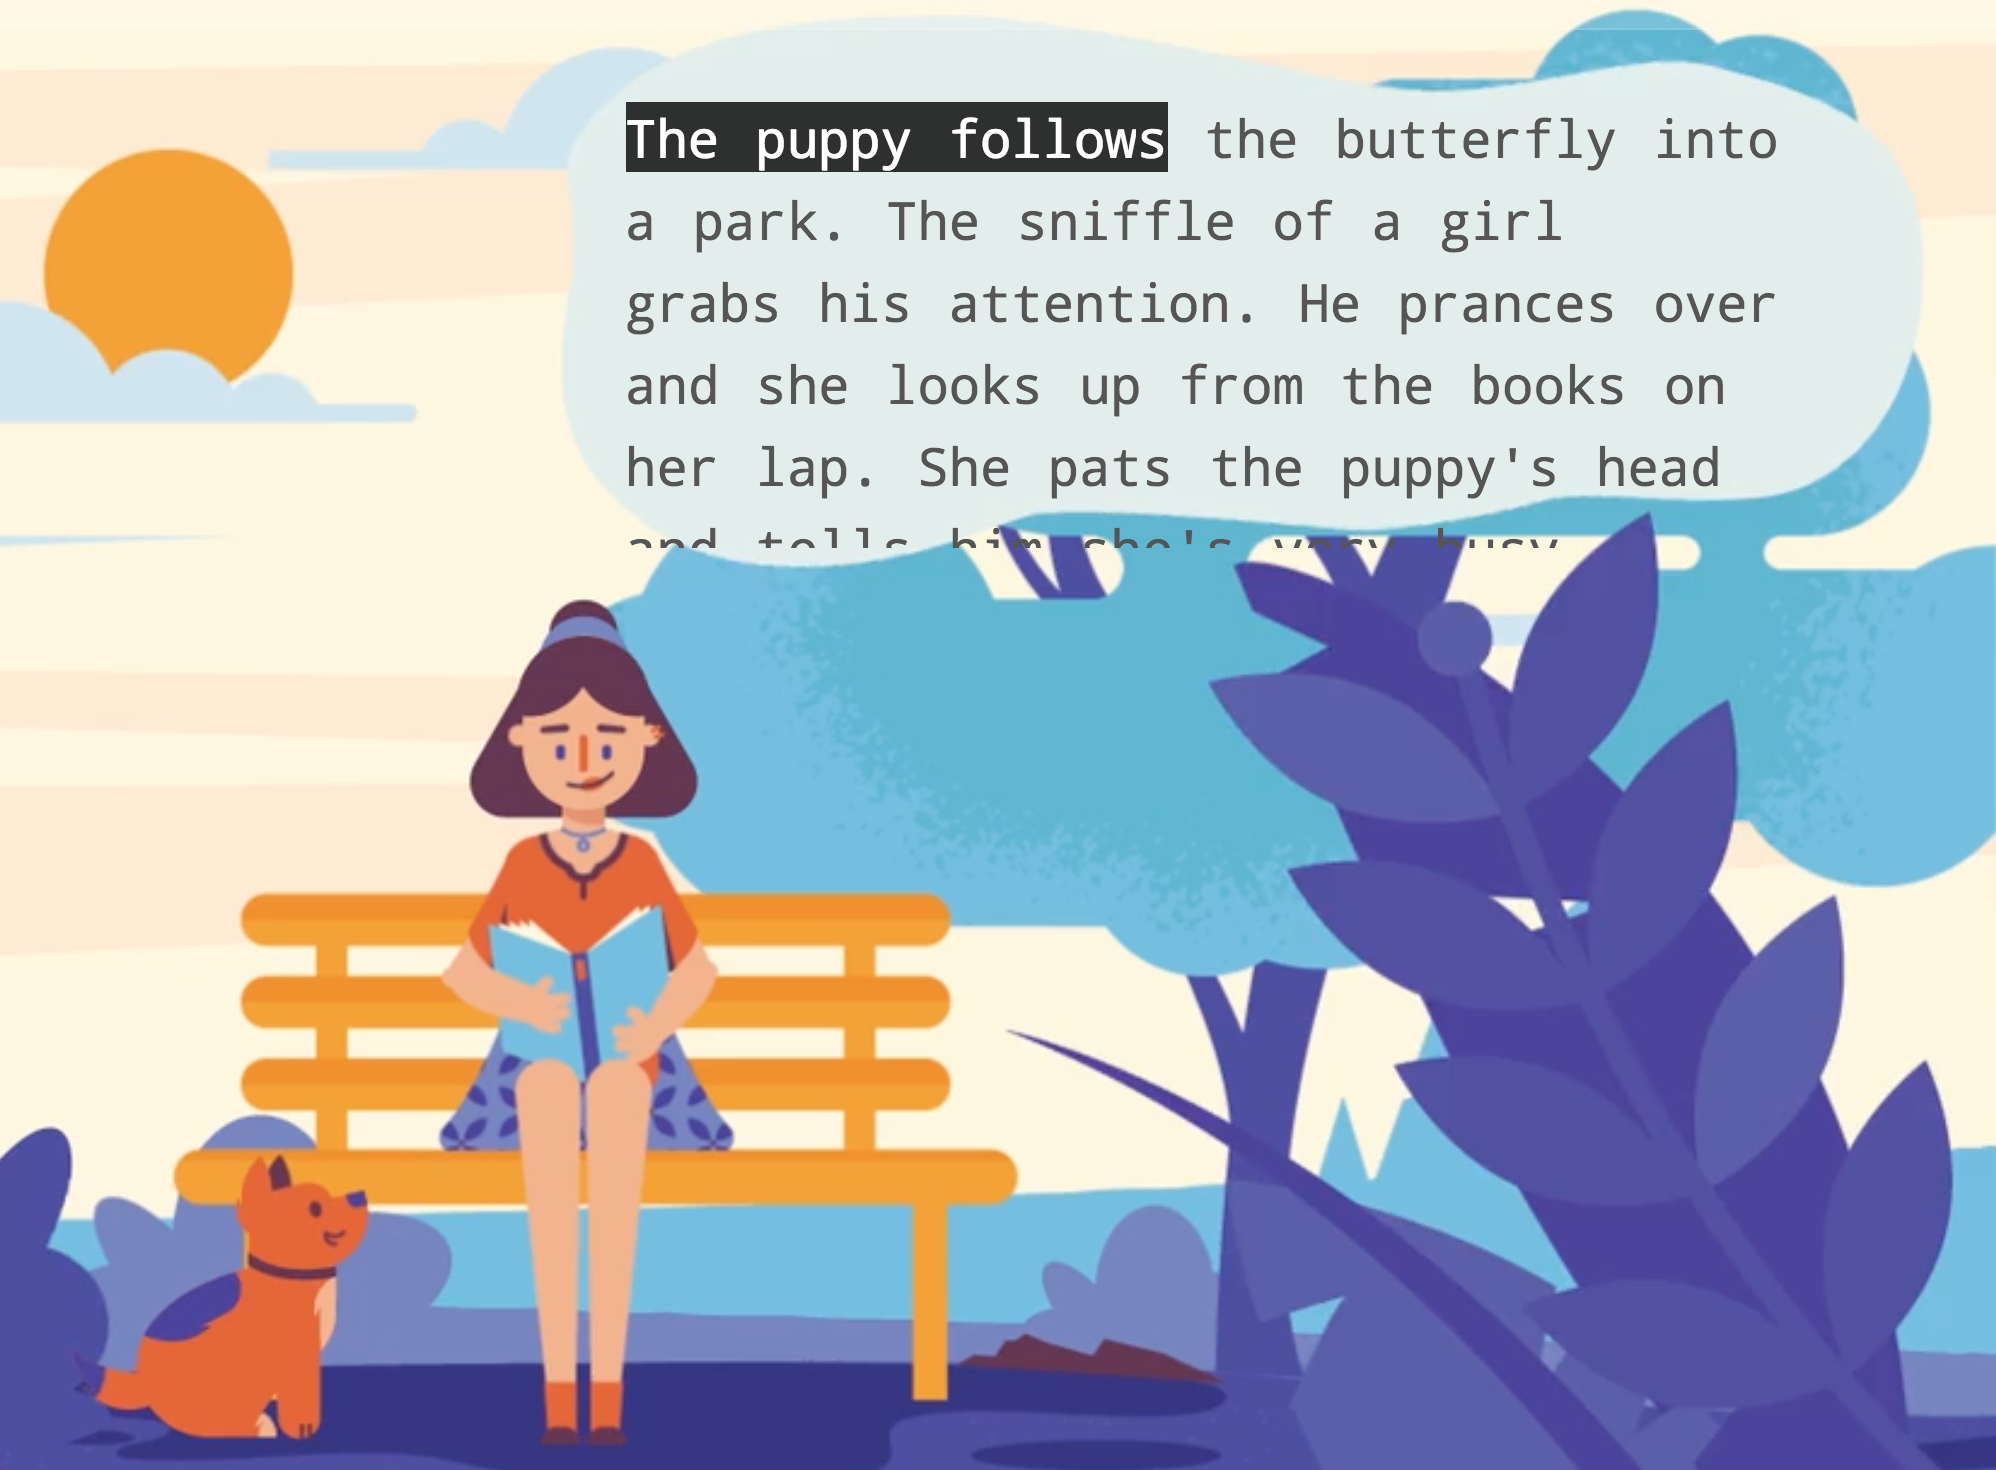 The puppy follows the butterfly into
a park. The sniffle of a girl
grabs his attention. He prances over
and she looks up from the books on
her lap. She pats the puppy's head
and tells him she's very busy